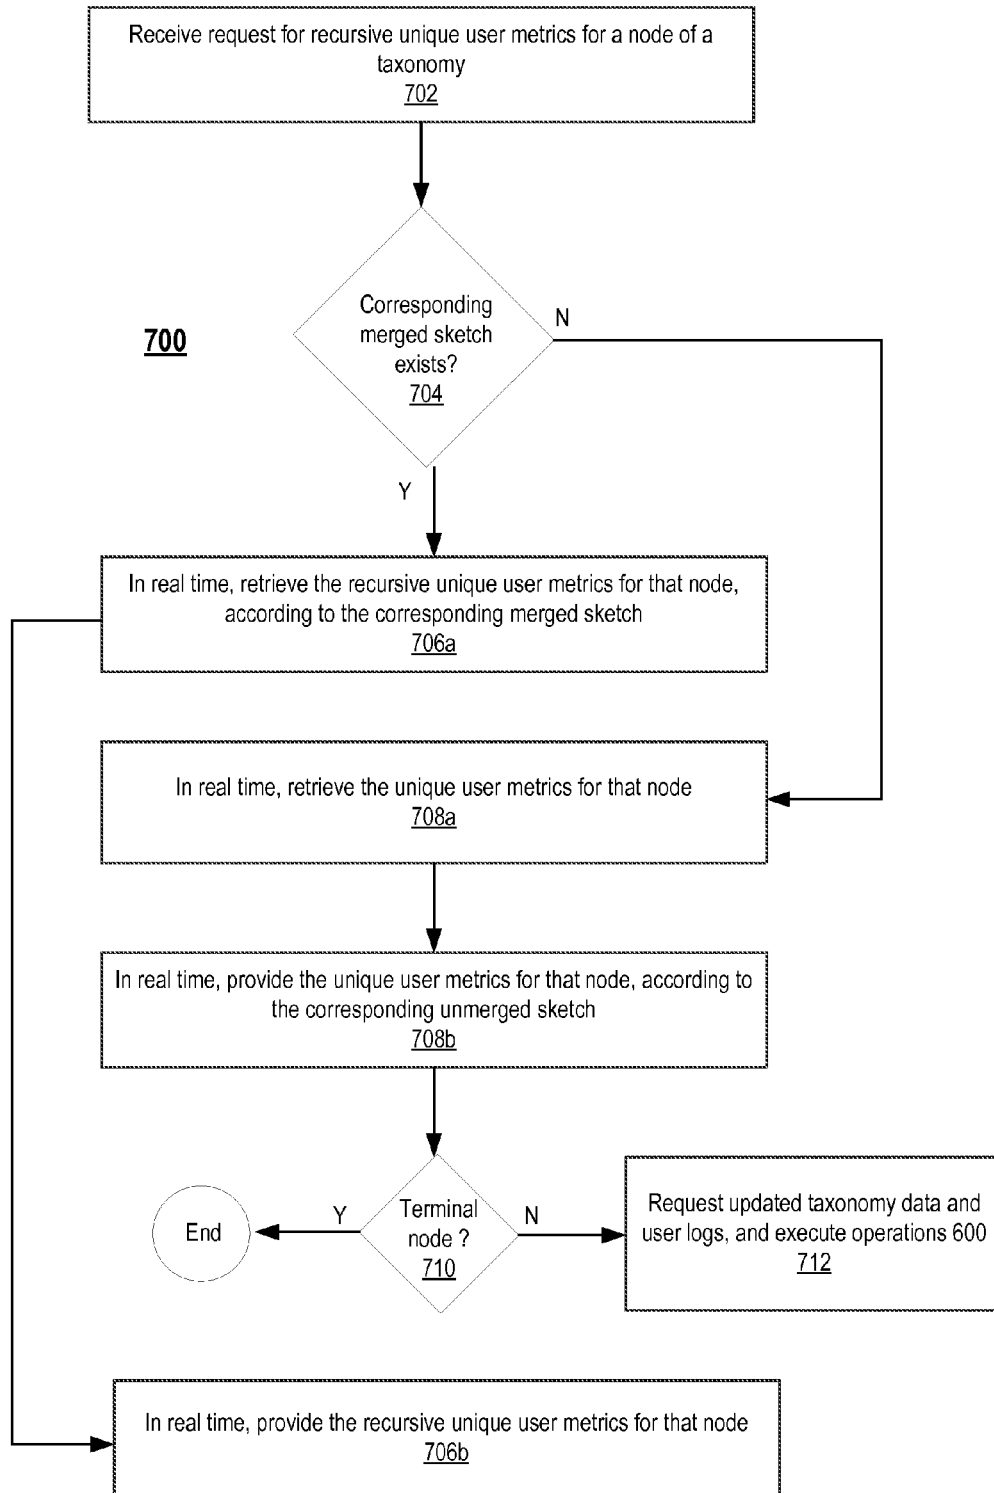 Receive request for recursive unique user metrics for a node of a
taxonomy
702
700
Corresponding
merged sketch
exists?
704
N
Y
In real time, retrieve the recursive unique user metrics for that node,
according to the corresponding merged sketch
706a
In real time, retrieve the unique user metrics for that node
708a
In real time, provide the unique user metrics for that node, according to
the corresponding unmerged sketch
708b
End
Y
Terminal
node ?
710
N
Request updated taxonomy data and
user logs, and execute operations 600
712
In real time, provide the recursive unique user metrics for that node
706b